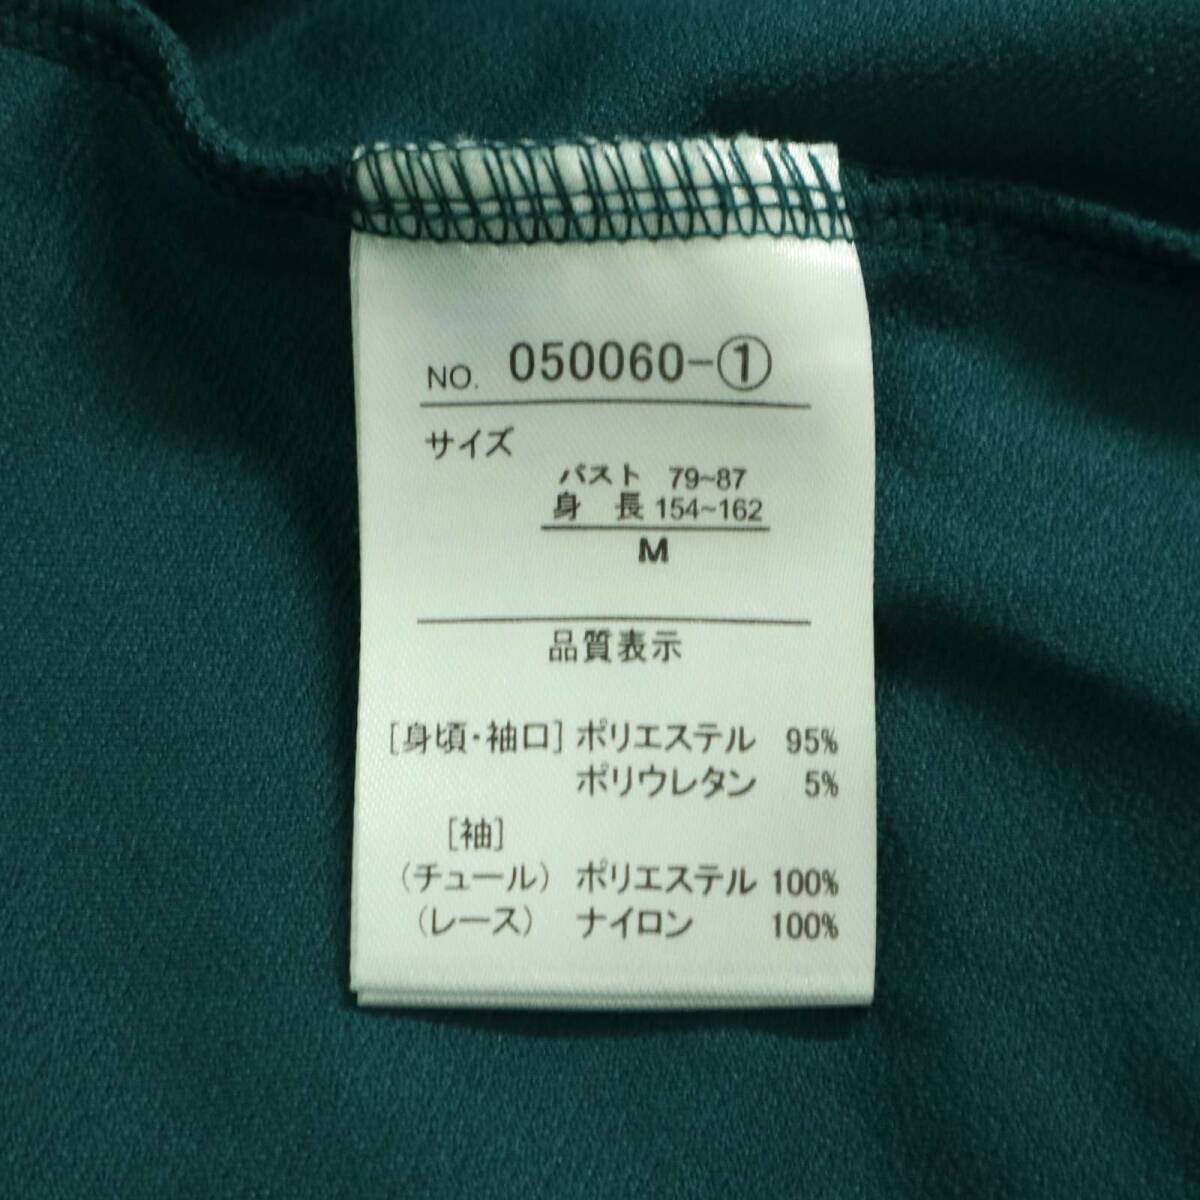 NO. 050060-①
サイズ
バスト 79~87
身 長 154~162
M
品質表示
[身頃・袖口] ポリエステル 95%
ポリウレタン 5%
[袖]
(チュール) ポリエステル 100%
(レース) ナイロン 100%